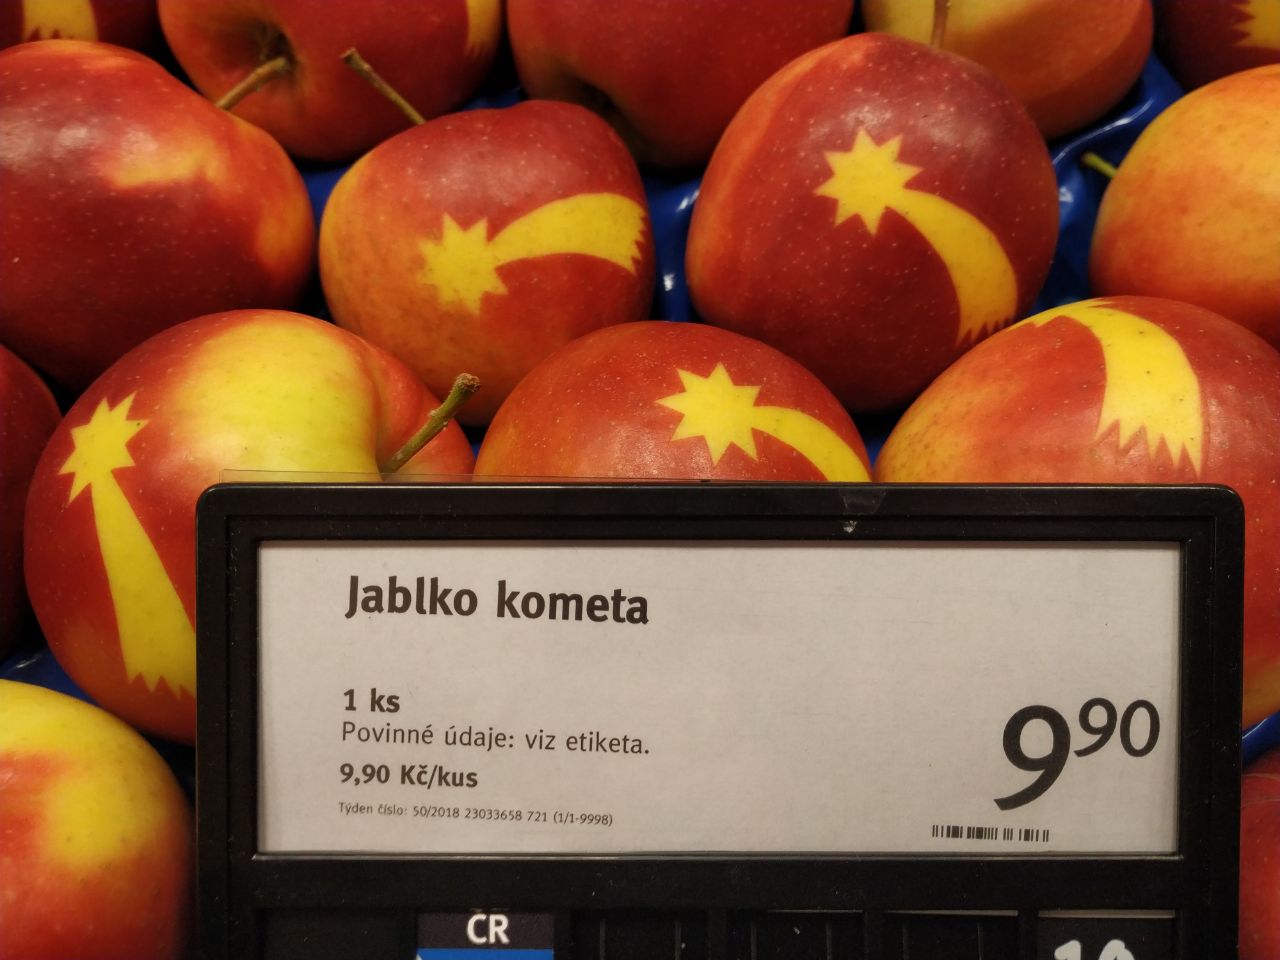 Jablko kometa
1 ks
Povinné údaje: viz etiketa.
9,90 Kč/kus
990
Týden číslo: 50/2018 23033658 721 (1/1-9998)
CR